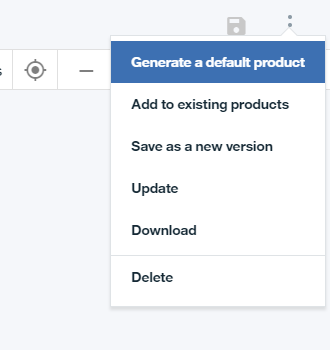 s
Generate a default product
Add to existing products
Save as a new version
Update
Download
Delete